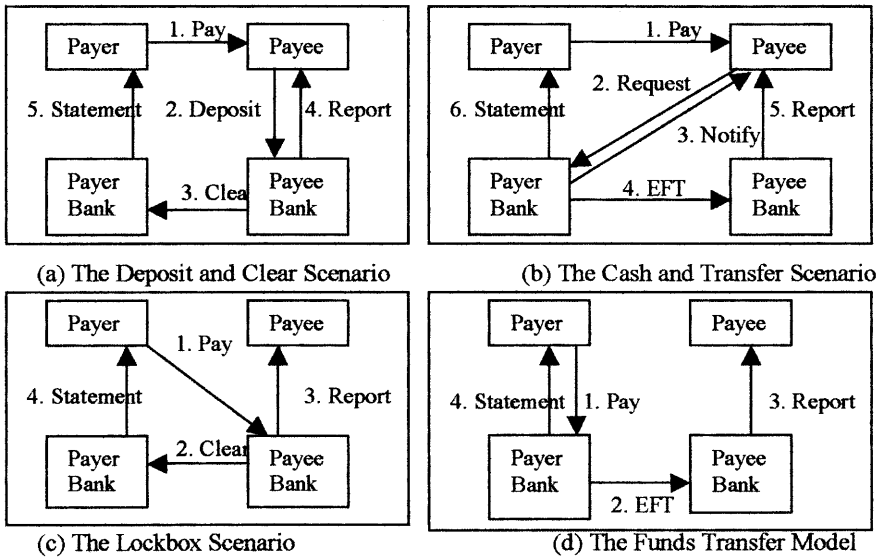 1. Pay
Payer
Payee
5. Statement
2. Deposit
4. Report
3. Clea
Payer
Bank
Payee
Bank
(a) The Deposit and Clear Scenario
1. Pay
Payer
Payee
2. Request
6. Statement
5. Report
3. Notify
4. EFT
Payer
Bank
Payee
Bank
(b) The Cash and Transfer Scenario
Payer
Payee
1. Pay
4. Statement
3. Report
2. Clear
Payer
Bank
Payee
Bank
(c) The Lockbox Scenario
Payer
Payee
4. Statement
1. Pay
3. Report
Payer
Bank
Payee
Bank
2. EFT
(d) The Funds Transfer Model